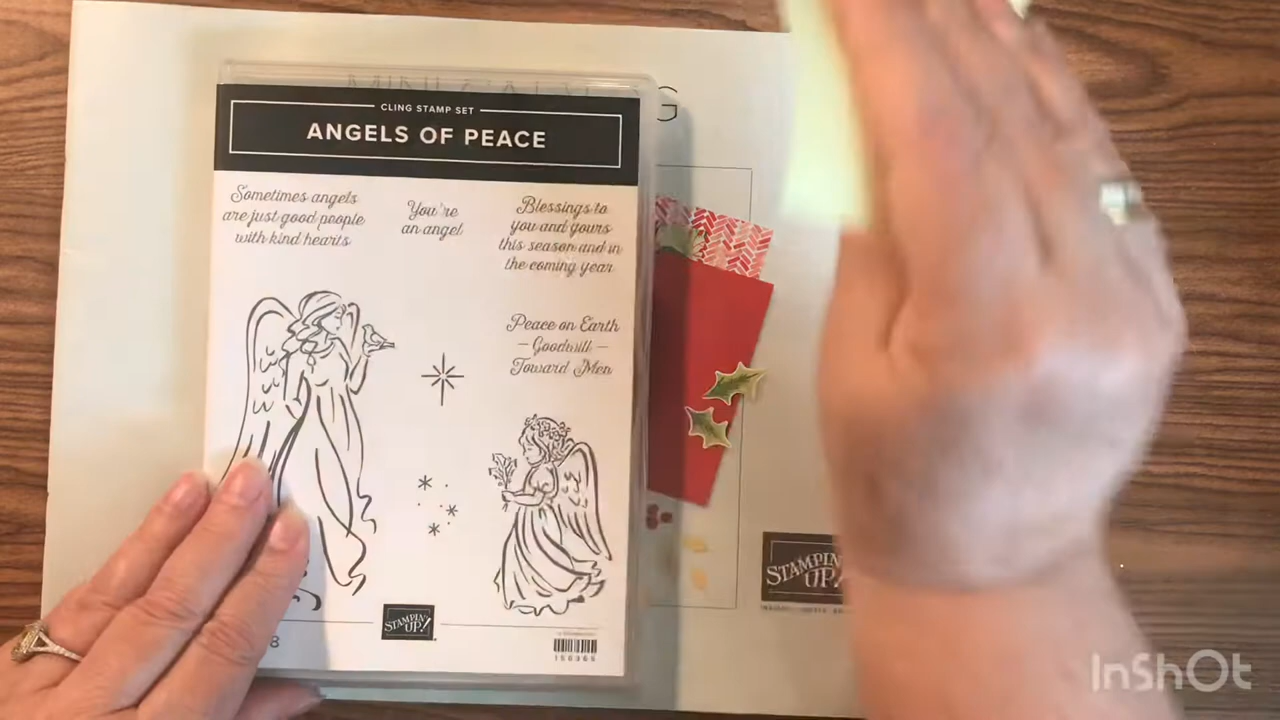 CLING STAMP SET
ANGELS OF PEACE
Sometimes angels
are just good people
with kind hearts
You're
an angel
Blessings to
you and yours
this season and in
the coming year
Peace on Earth
— Goodwill —
Toward Men
STAMPIN'
UP!
8
STAMPIN
UP!
InShOt